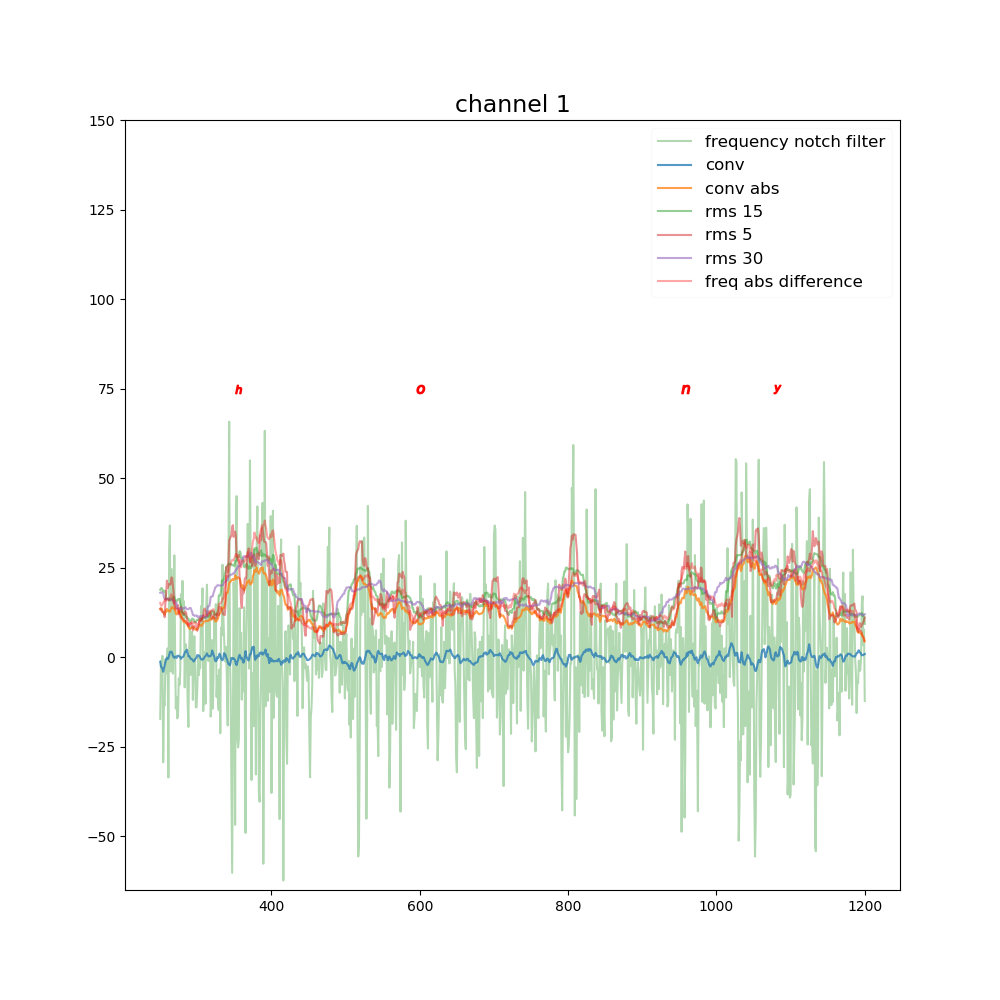 channel 1
150
125
100
75
50
25
0
−25
−50
frequency notch filter
conv
conv abs
rms 15
rms 5
rms 30
freq abs difference
h o n y
400 600 800 1000 1200